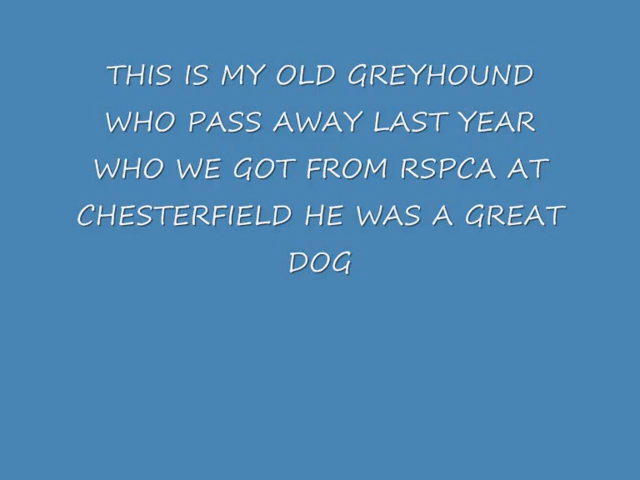 THIS IS MY OLD GREYHOUND
WHO PASS AWAY LAST YEAR
WHO WE GOT FROM RSPCA AT
CHESTERFIELD HE WAS A GREAT
DOG